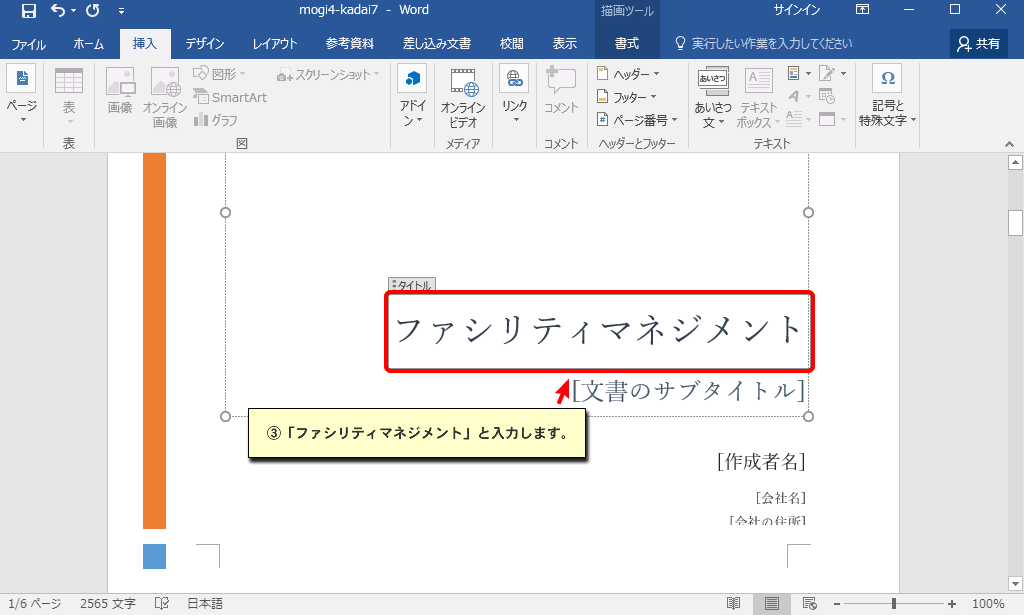 mogi4-kadai7 - Word
描画ツール
サインイン
ファイル ホーム 挿入 デザイン レイアウト 参考資料 差し込み文書 校閲 表示 書式 実行したい作業を入力してください 共有
ページ
表
表
画像
オンライン
画像
図形
SmartArt
グラフ
スクリーンショット
図
アドイ
ン
オンライン
ビデオ
メディア
リンク
コメント
コメント
ヘッダー
フッター
ページ番号
ヘッダーとフッター
あいさつ
あいさつ
文
テキスト
ボックス
テキスト
Ω
記号と
特殊文字
タイトル
ファシリティマネジメント
[文書のサブタイトル]
③「ファシリティマネジメント」と入力します。
[作成者名]
[会社名]
[会社の住所]
1/6 ページ 2565 文字 日本語 100%